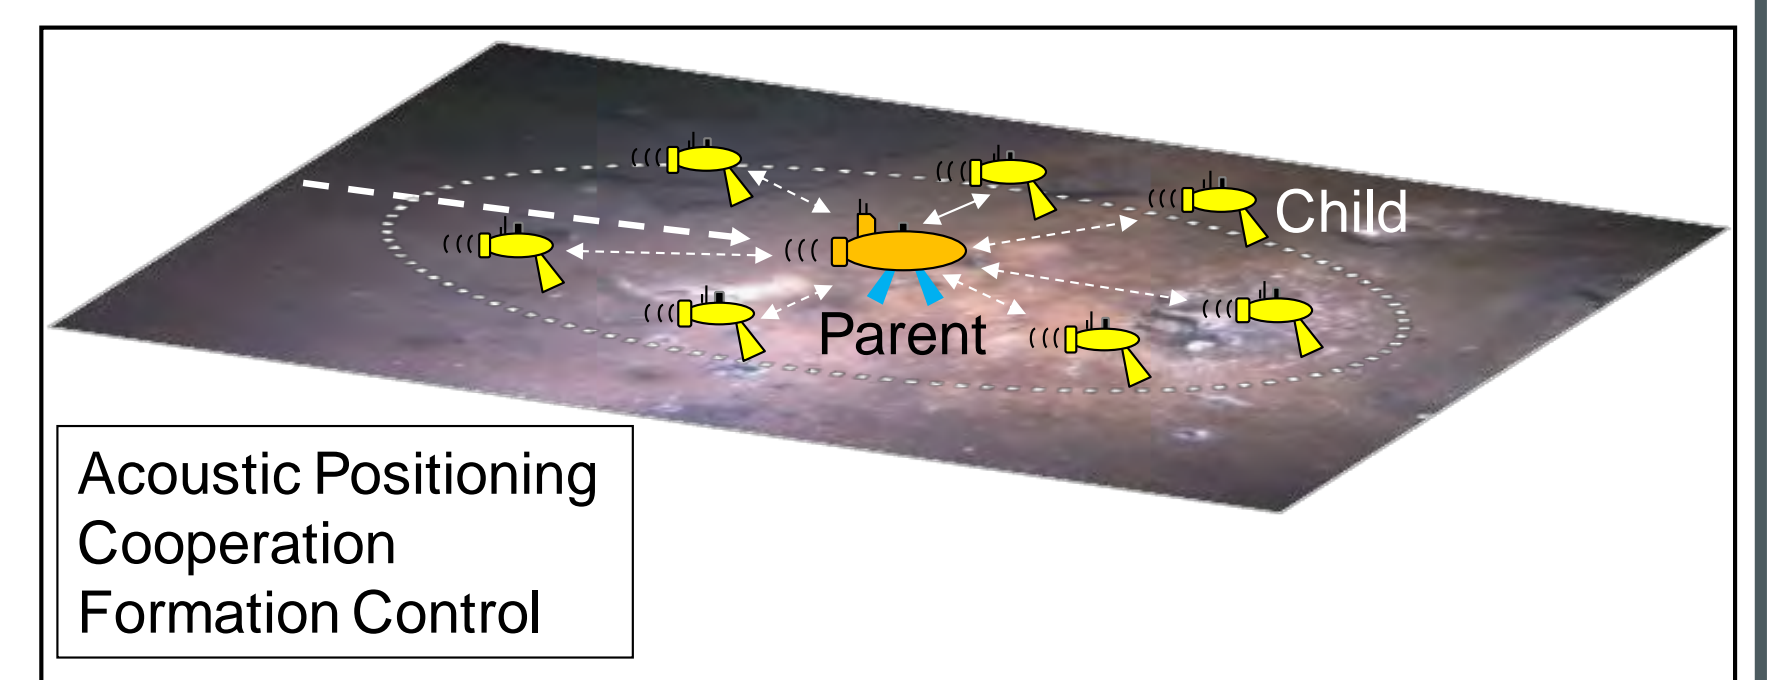 Child
Parent
Acoustic Positioning
Cooperation
Formation Control